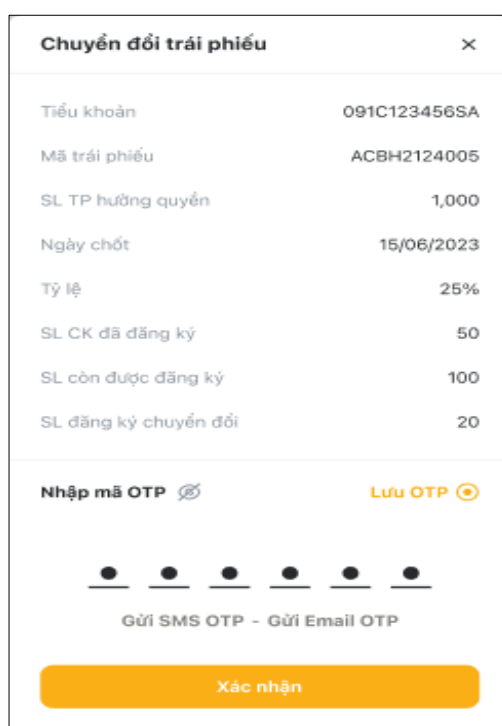 Chuyển đổi trái phiếu ×
Tiểu khoản 091C123456SA
Mã trái phiếu ACBH2124005
SL TP hưởng quyền 1,000
Ngày chốt 15/06/2023
Tỷ lệ 25%
SL CK đã đăng ký 50
SL còn được đăng ký 100
SL đăng ký chuyển đổi 20
Nhập mã OTP Lưu OTP
Gửi SMS OTP - Gửi Email OTP
Xác nhận